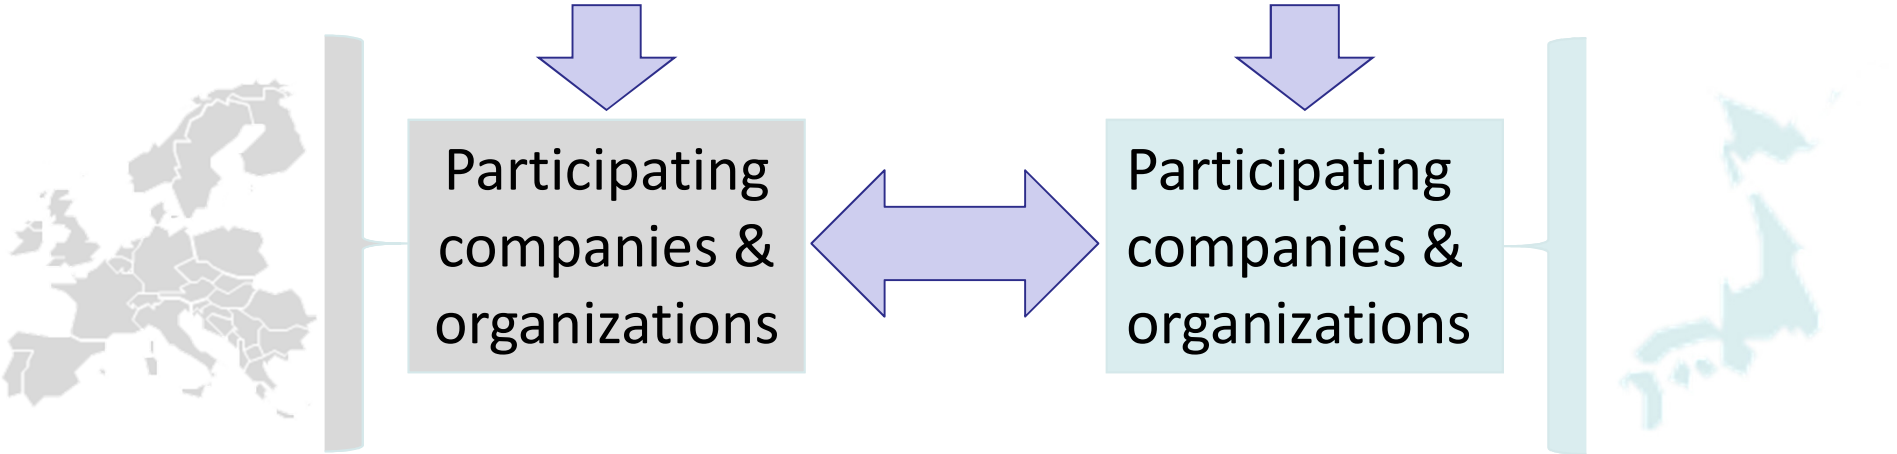 Participating
companies &
organizations
Participating
companies &
organizations